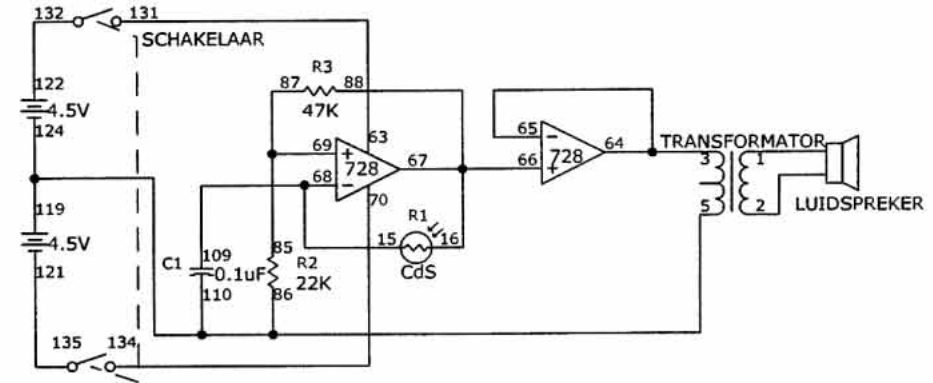 132
131
SCHAKELAAR
122
4.5V
124
119
4.5V
121
135
134
R3
87
88
47K
69
+
63
728
67
68
-
70
R1
15
16
CdS
C1
109
0.1uF
110
85
R2
22K
86
65
-
64
728
66
+
TRANSFORMATOR
3
1
5
2
LUIDSPREKER